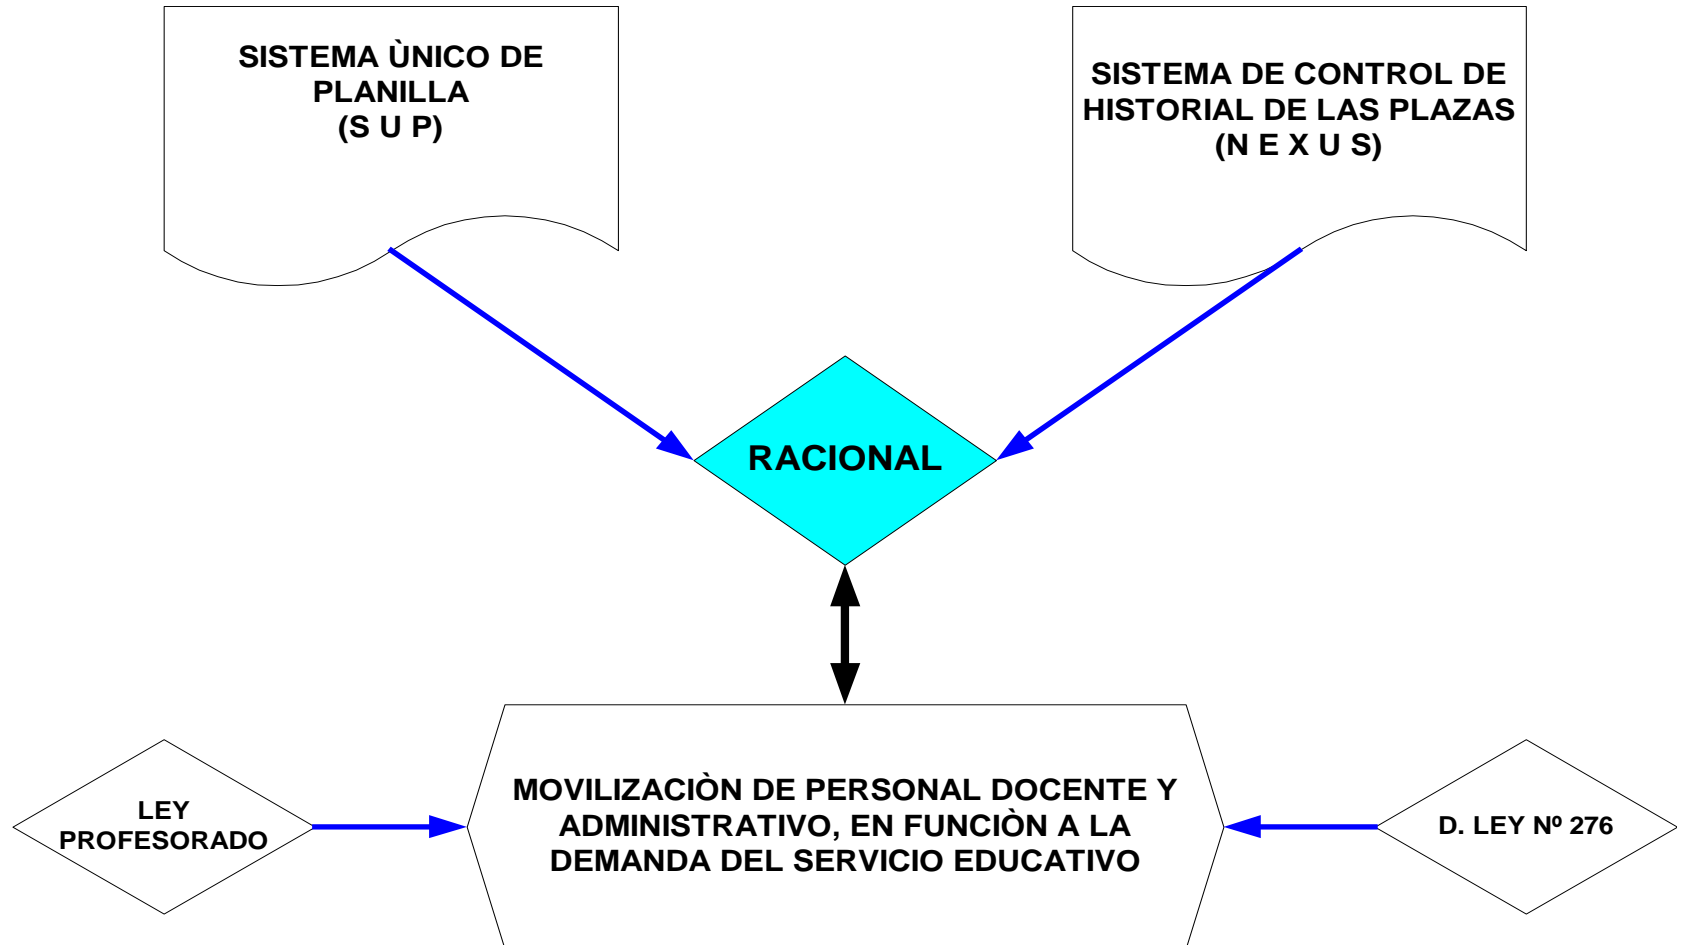 SISTEMA ÙNICO DE
PLANILLA
(S U P)
SISTEMA DE CONTROL DE
HISTORIAL DE LAS PLAZAS
(N E X U S)
RACIONAL
LEY
PROFESORADO
MOVILIZACIÒN DE PERSONAL DOCENTE Y
ADMINISTRATIVO, EN FUNCIÒN A LA
DEMANDA DEL SERVICIO EDUCATIVO
D. LEY Nº 276